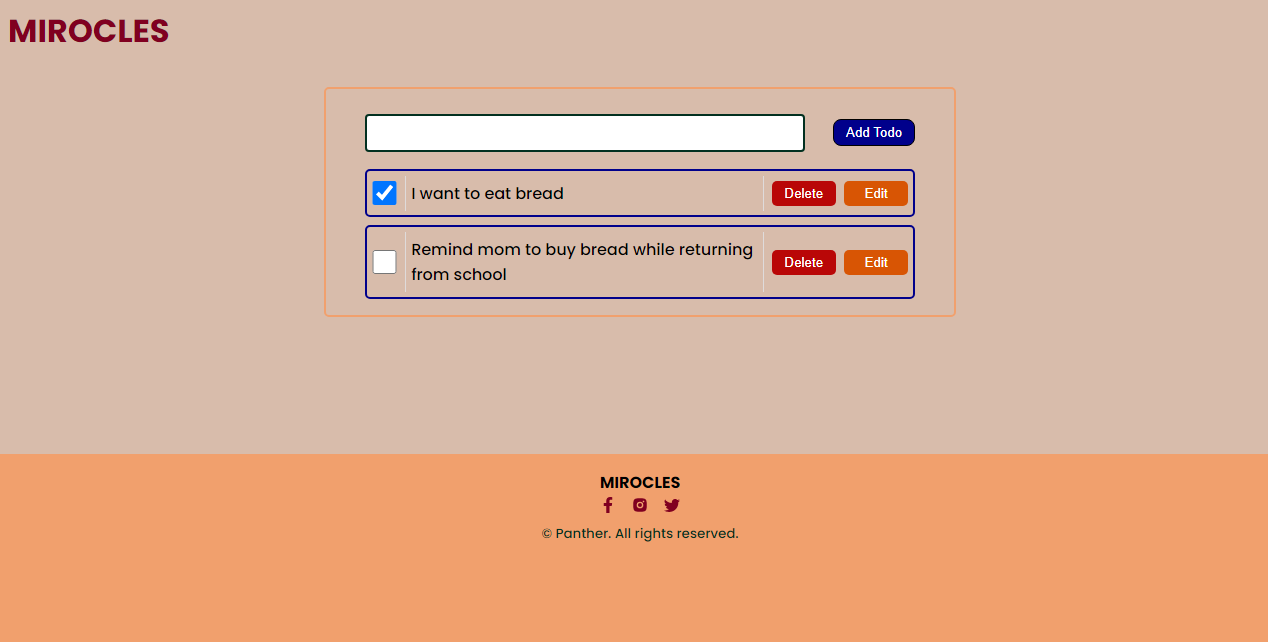 MIROCLES
Add Todo
I want to eat bread
Delete
Edit
Remind mom to buy bread while returning
from school
Delete
Edit
MIROCLES
© Panther. All rights reserved.